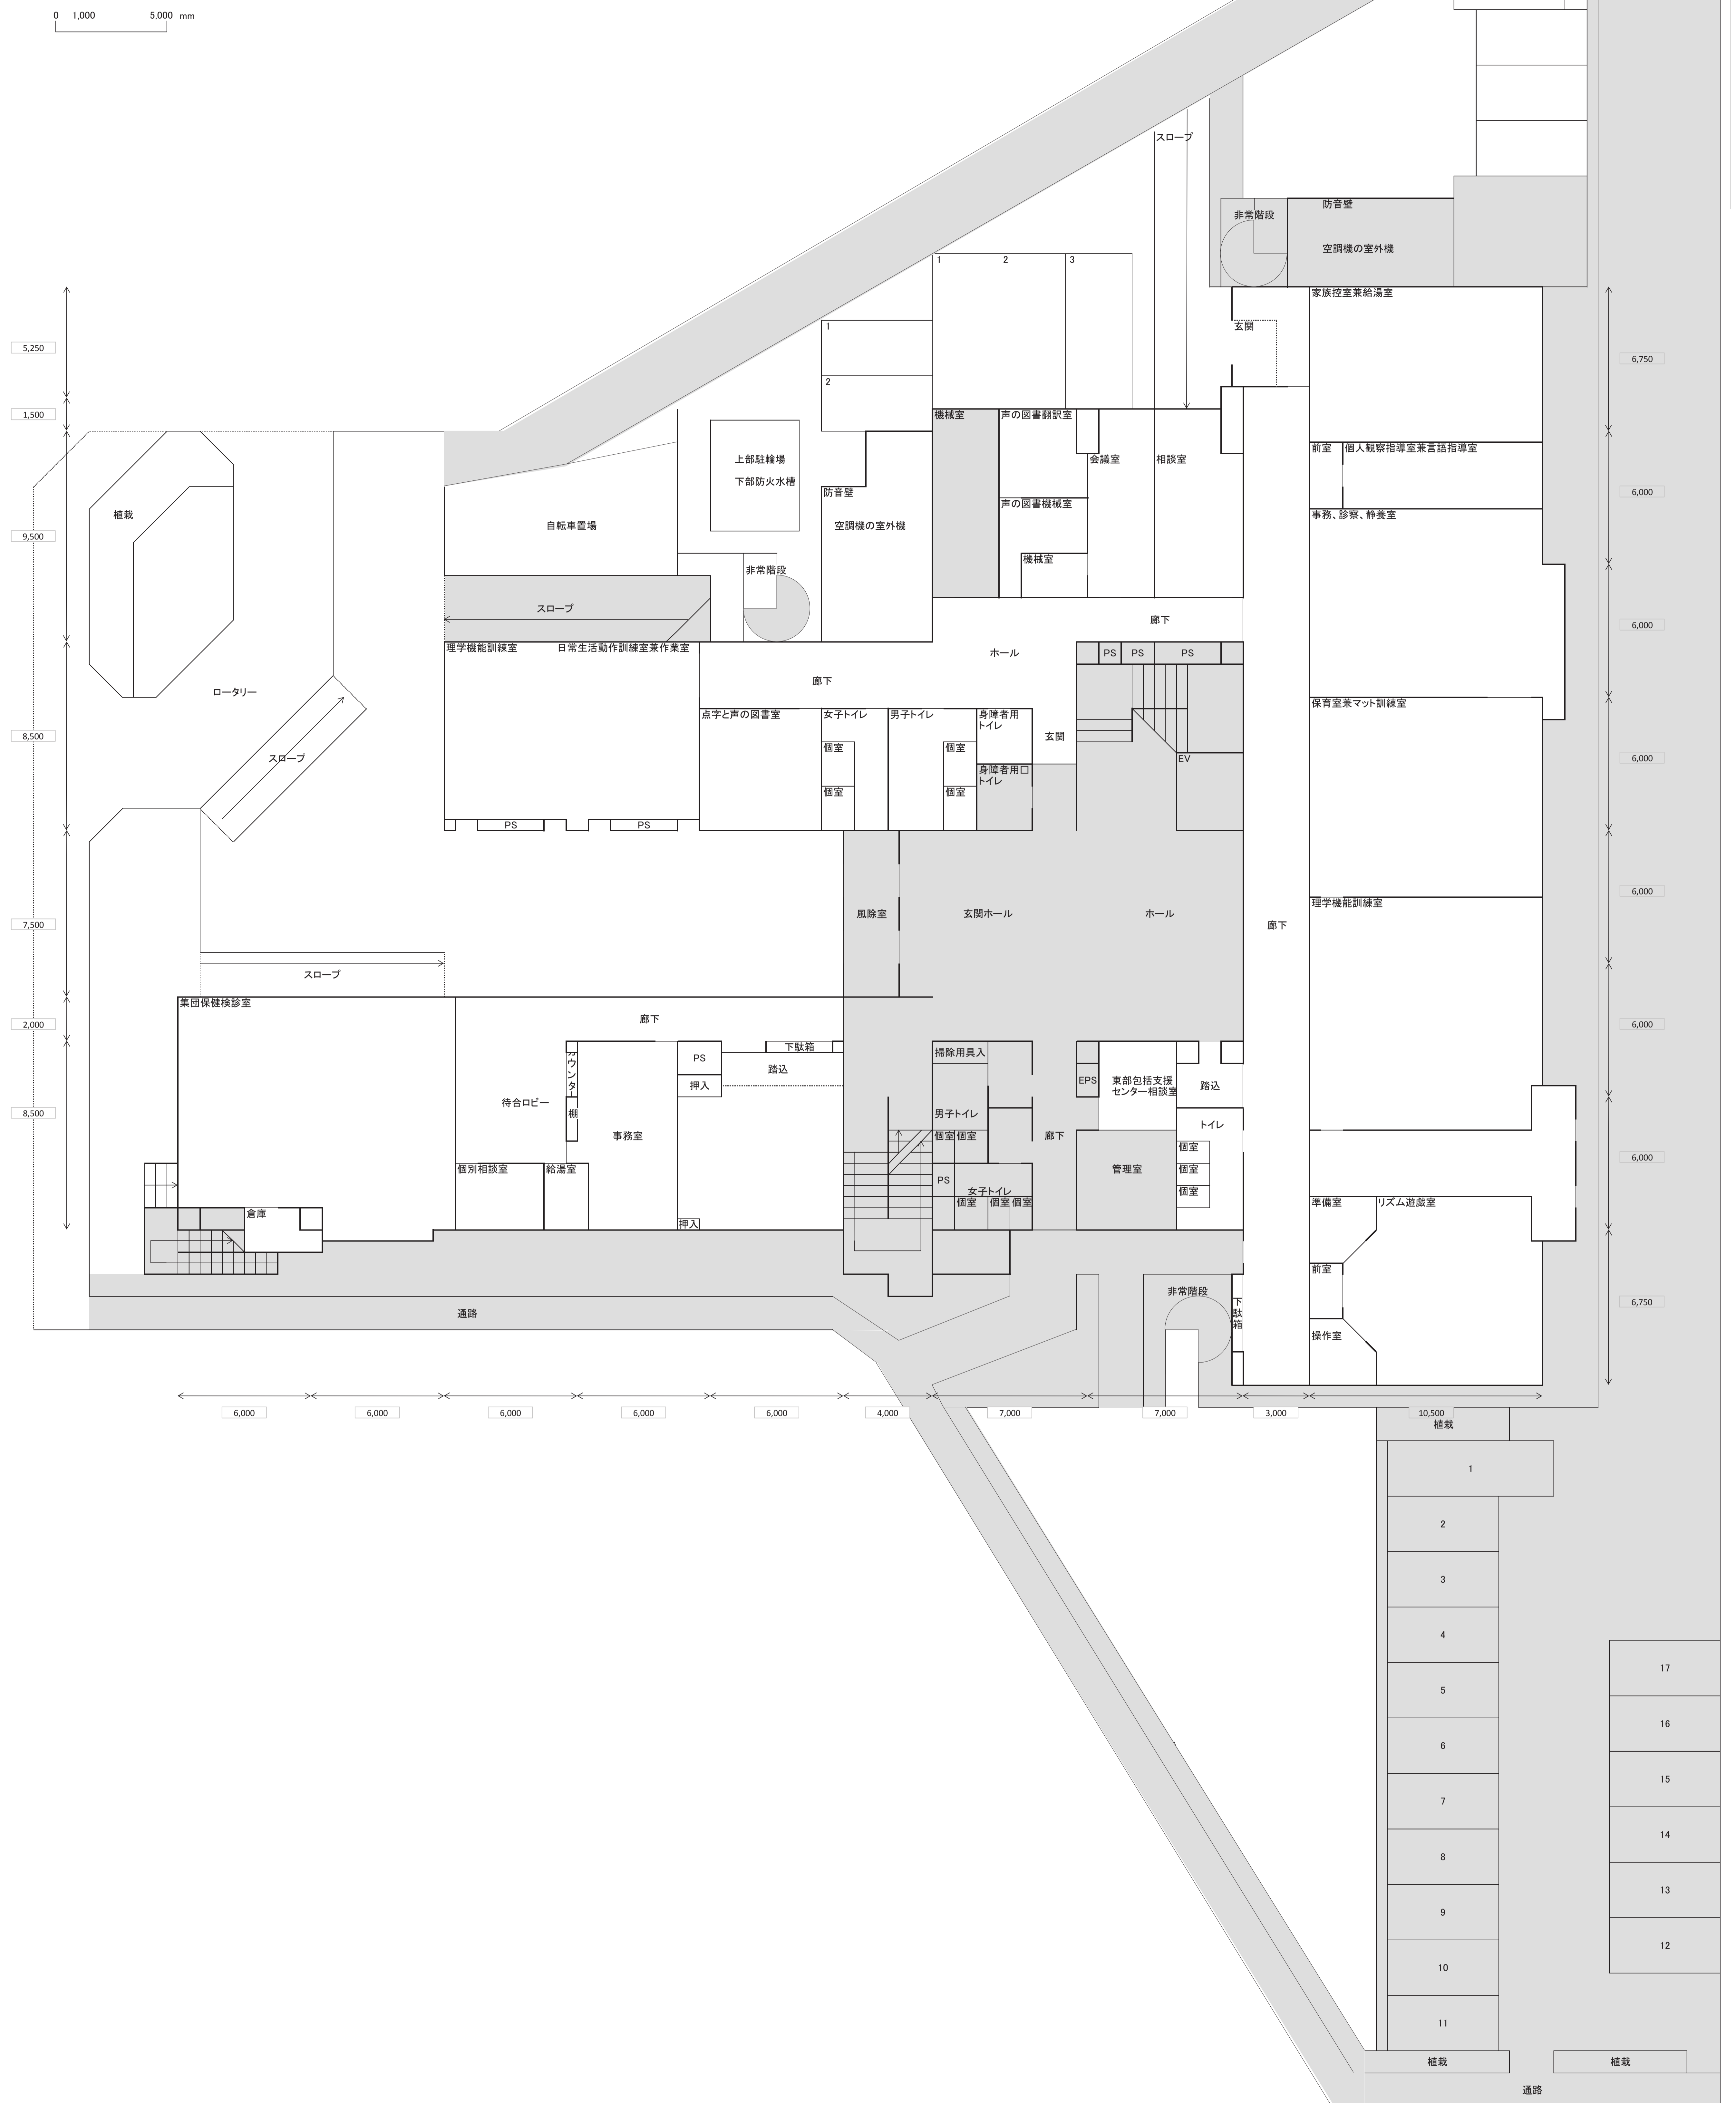 0 1,000 5,000 mm
スロープ
非常階段
防音壁
空調機の室外機
1
2
3
家族控室兼給湯室
玄関
1
2
5,250
6,750
1,500
機械室
声の図書翻訳室
会議室
相談室
前室
個人観察指導室兼言語指導室
上部駐輪場
下部防火水槽
防音壁
空調機の室外機
声の図書機械室
6,000
植栽
自転車置場
事務、診察、静養室
9,500
機械室
非常階段
スロープ
廊下
6,000
理学機能訓練室
日常生活動作訓練室兼作業室
ホール
PS
PS
PS
廊下
ロータリー
保育室兼マット訓練室
点字と声の図書室
女子トイレ
男子トイレ
身障者用
トイレ
玄関
8,500
個室
個室
スロープ
EV
6,000
身障者用口
トイレ
個室
個室
PS
PS
6,000
理学機能訓練室
風除室
玄関ホール
ホール
廊下
7,500
スロープ
集団保健検診室
廊下
2,000
6,000
カウンター
PS
下駄箱
踏込
掃除用具入
EPS
東部包括支援
センター相談室
踏込
押入
待合ロビー
棚
男子トイレ
トイレ
8,500
事務室
個室
個室
廊下
個室
6,000
個別相談室
給湯室
管理室
個室
PS
女子トイレ
個室
個室
個室
個室
準備室
リズム遊戯室
倉庫
押入
前室
非常階段
下駄箱
6,750
通路
操作室
6,000
6,000
6,000
6,000
6,000
4,000
7,000
7,000
3,000
10,500
植栽
1
2
3
4
5
6
7
8
9
10
11
17
16
15
14
13
12
植栽
植栽
通路